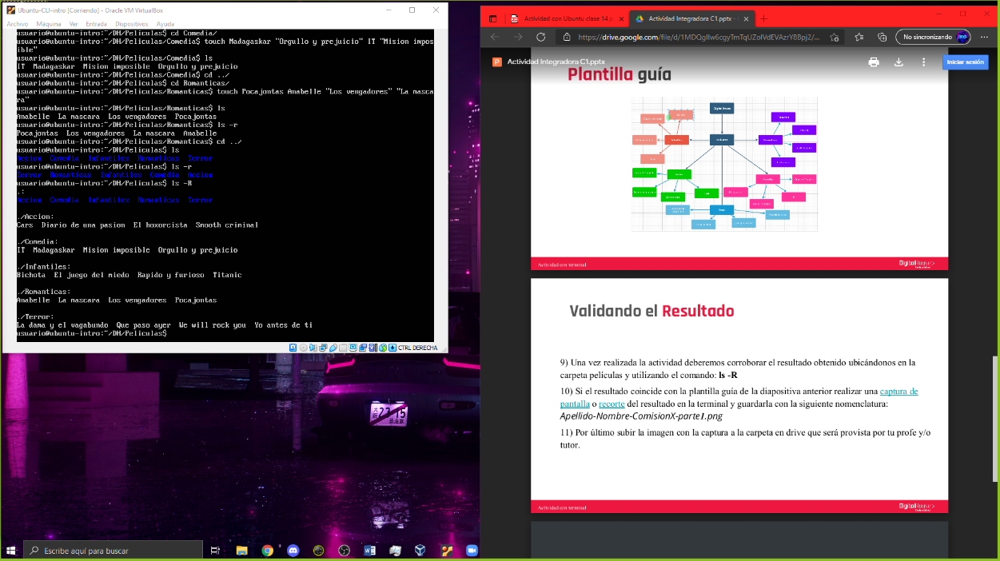 Ubuntu-CLI-intro [Corriendo] - Oracle VM VirtualBox
Archivo Máquina Ver Entrada Dispositivos Ayuda
usuario@ubuntu-intro:~/DH/Peliculas$ cd Comedia/
usuario@ubuntu-intro:~/DH/Peliculas/Comedia$ touch Madagaskar "Orgullo y prejuicio" IT "Mision impos
ible"
usuario@ubuntu-intro:~/DH/Peliculas/Comedia$ ls
IT Madagaskar Mision imposible Orgullo y prejuicio
usuario@ubuntu-intro:~/DH/Peliculas/Comedia$ cd ../
usuario@ubuntu-intro:~/DH/Peliculas$ cd Romanticas/
usuario@ubuntu-intro:~/DH/Peliculas/Romanticas$ touch Pocajontas Anabelle "Los vengadores" "La masca
ra"
usuario@ubuntu-intro:~/DH/Peliculas/Romanticas$ ls
Anabelle La mascara Los vengadores Pocajontas
usuario@ubuntu-intro:~/DH/Peliculas/Romanticas$ ls -r
Pocajontas Los vengadores La mascara Anabelle
usuario@ubuntu-intro:~/DH/Peliculas/Romanticas$ cd ../
usuario@ubuntu-intro:~/DH/Peliculas$ ls
Accion Comedia Infantiles Romanticas Terror
usuario@ubuntu-intro:~/DH/Peliculas$ ls -r
Terror Romanticas Infantiles Comedia Accion
usuario@ubuntu-intro:~/DH/Peliculas$ ls -R
.:
Accion Comedia Infantiles Romanticas Terror
./Accion:
Cars Diario de una pasion El hoxorcista Smooth criminal
./Comedia:
IT Madagaskar Mision imposible Orgullo y prejuicio
./Infantiles:
Bichota El juego del miedo Rapido y furioso Titanic
./Romanticas:
Anabelle La mascara Los vengadores Pocajontas
./Terror:
La dama y el vagabundo Que paso ayer We will rock you Yo antes de ti
usuario@ubuntu-intro:~/DH/Peliculas$
CTRL DERECHA
Escribe aquí para buscar
Actividad con Ubuntu clase 14.p
Actividad Integradora C1.pptx -
https://drive.google.com/file/d/1MDQgIIw6cgyTmTqUZoIVdEVAzrY88pj2/...
No sincronizando
Actividad Integradora C1.pptx
Iniciar sesión
Plantilla guía
Actividad con terminal
DigitalHouse>
Validando el Resultado
9) Una vez realizada la actividad deberemos corroborar el resultado obtenido ubicándonos en la
carpeta películas y utilizando el comando: ls -R
10) Si el resultado coincide con la plantilla guía de la diapositiva anterior realizar una captura de
pantalla o recorte del resultado en la terminal y guardarla con la siguiente nomenclatura:
Apellido-Nombre-ComisionX-parte1.png
11) Por último subir la imagen con la captura a la carpeta en drive que será provista por tu profe y/o
tutor.
Actividad con terminal
DigitalHouse>